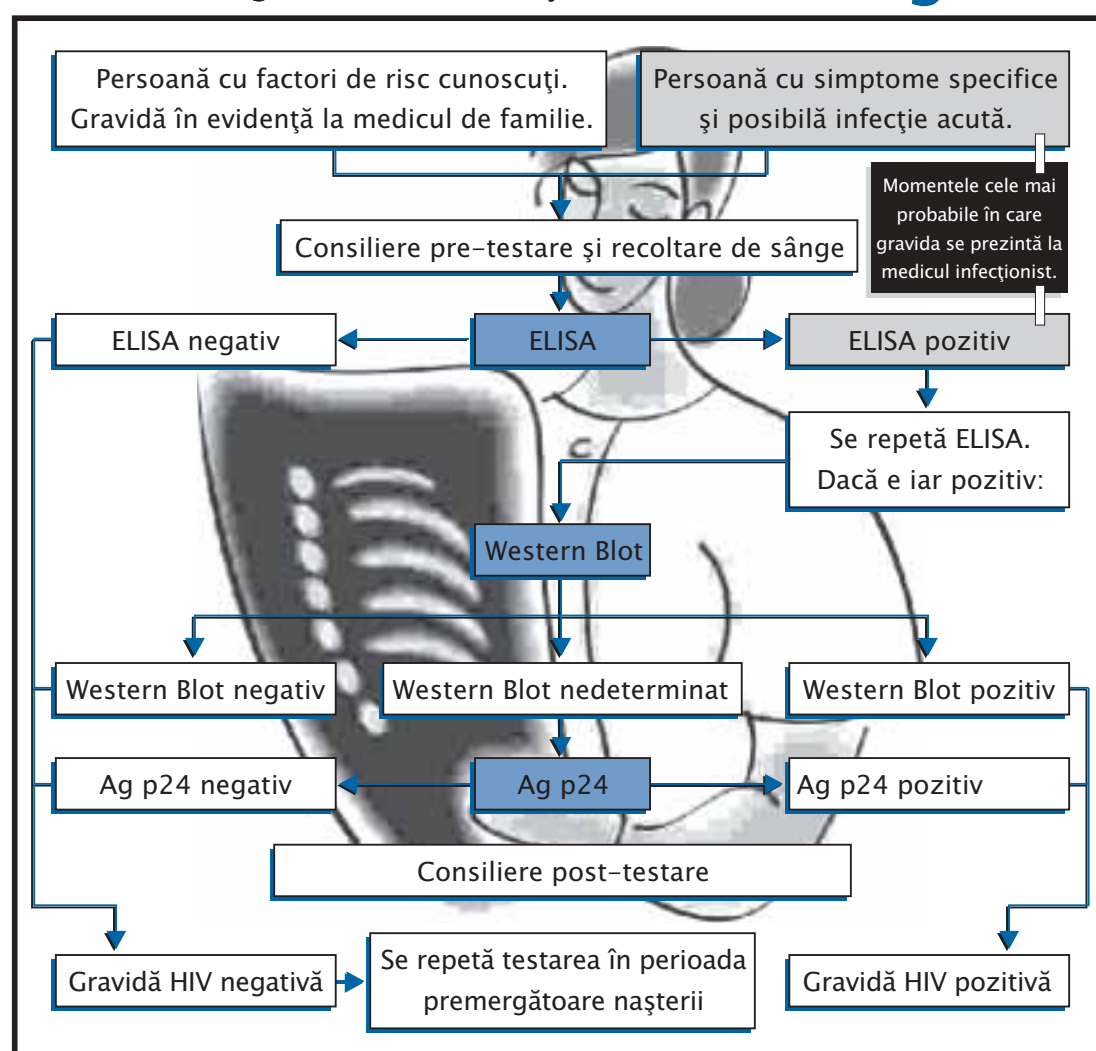 Persoană cu factori de risc cunoscuţi.
Gravidă în evidenţă la medicul de familie.
Persoană cu simptome specifice
şi posibilă infecţie acută.
Momentele cele mai
probabile în care
gravida se prezintă la
medicul infecţionist.
Consiliere pre-testare şi recoltare de sânge
ELISA negativ
ELISA
ELISA pozitiv
Se repetă ELISA.
Dacă e iar pozitiv:
Western Blot
Western Blot negativ
Western Blot nedeterminat
Western Blot pozitiv
Ag p24 negativ
Ag p24
Ag p24 pozitiv
Consiliere post-testare
Gravidă HIV negativă
Se repetă testarea în perioada
premergătoare naşterii
Gravidă HIV pozitivă